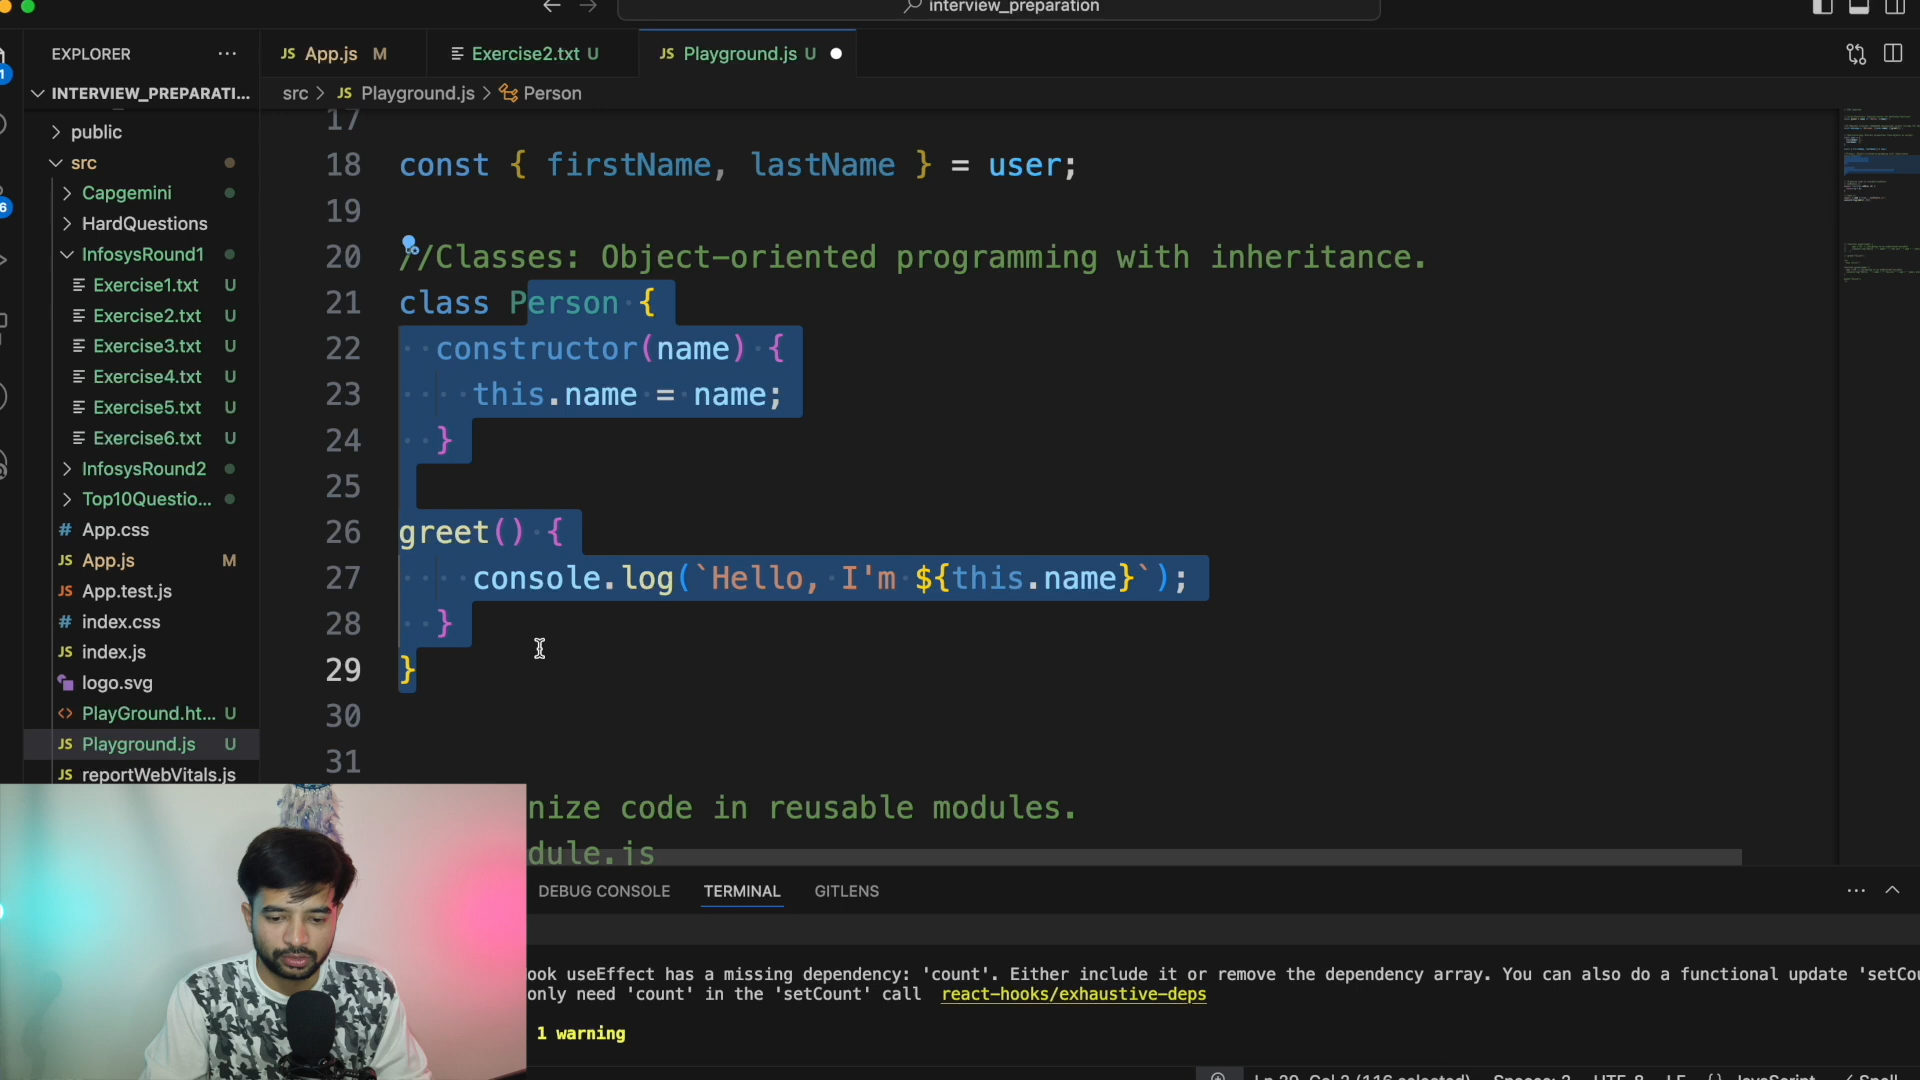 interview_preparation
EXPLORER ···
JS App.js M
Exercise2.txt U
JS Playground.js U
INTERVIEW_PREPARATI...
src > JS Playground.js > Person
public
src
Capgemini
HardQuestions
InfosysRound1
Exercise1.txt U
Exercise2.txt U
Exercise3.txt U
Exercise4.txt U
Exercise5.txt U
Exercise6.txt U
InfosysRound2
Top10Questio...
# App.css
JS App.js M
JS App.test.js
# index.css
JS index.js
logo.svg
<> PlayGround.ht... U
JS Playground.js U
JS reportWebVitals.js
17
18 const { firstName, lastName } = user;
19
20 //Classes: Object-oriented programming with inheritance.
21 class Person {
22 constructor(name) {
23 this.name = name;
24 }
25
26 greet() {
27 console.log(`Hello, I'm ${this.name}`);
28 }
29 }
30
31
nize code in reusable modules.
dule.js
DEBUG CONSOLE TERMINAL GITLENS ···
ook useEffect has a missing dependency: 'count'. Either include it or remove the dependency array. You can also do a functional update 'setCou
only need 'count' in the 'setCount' call react-hooks/exhaustive-deps
1 warning